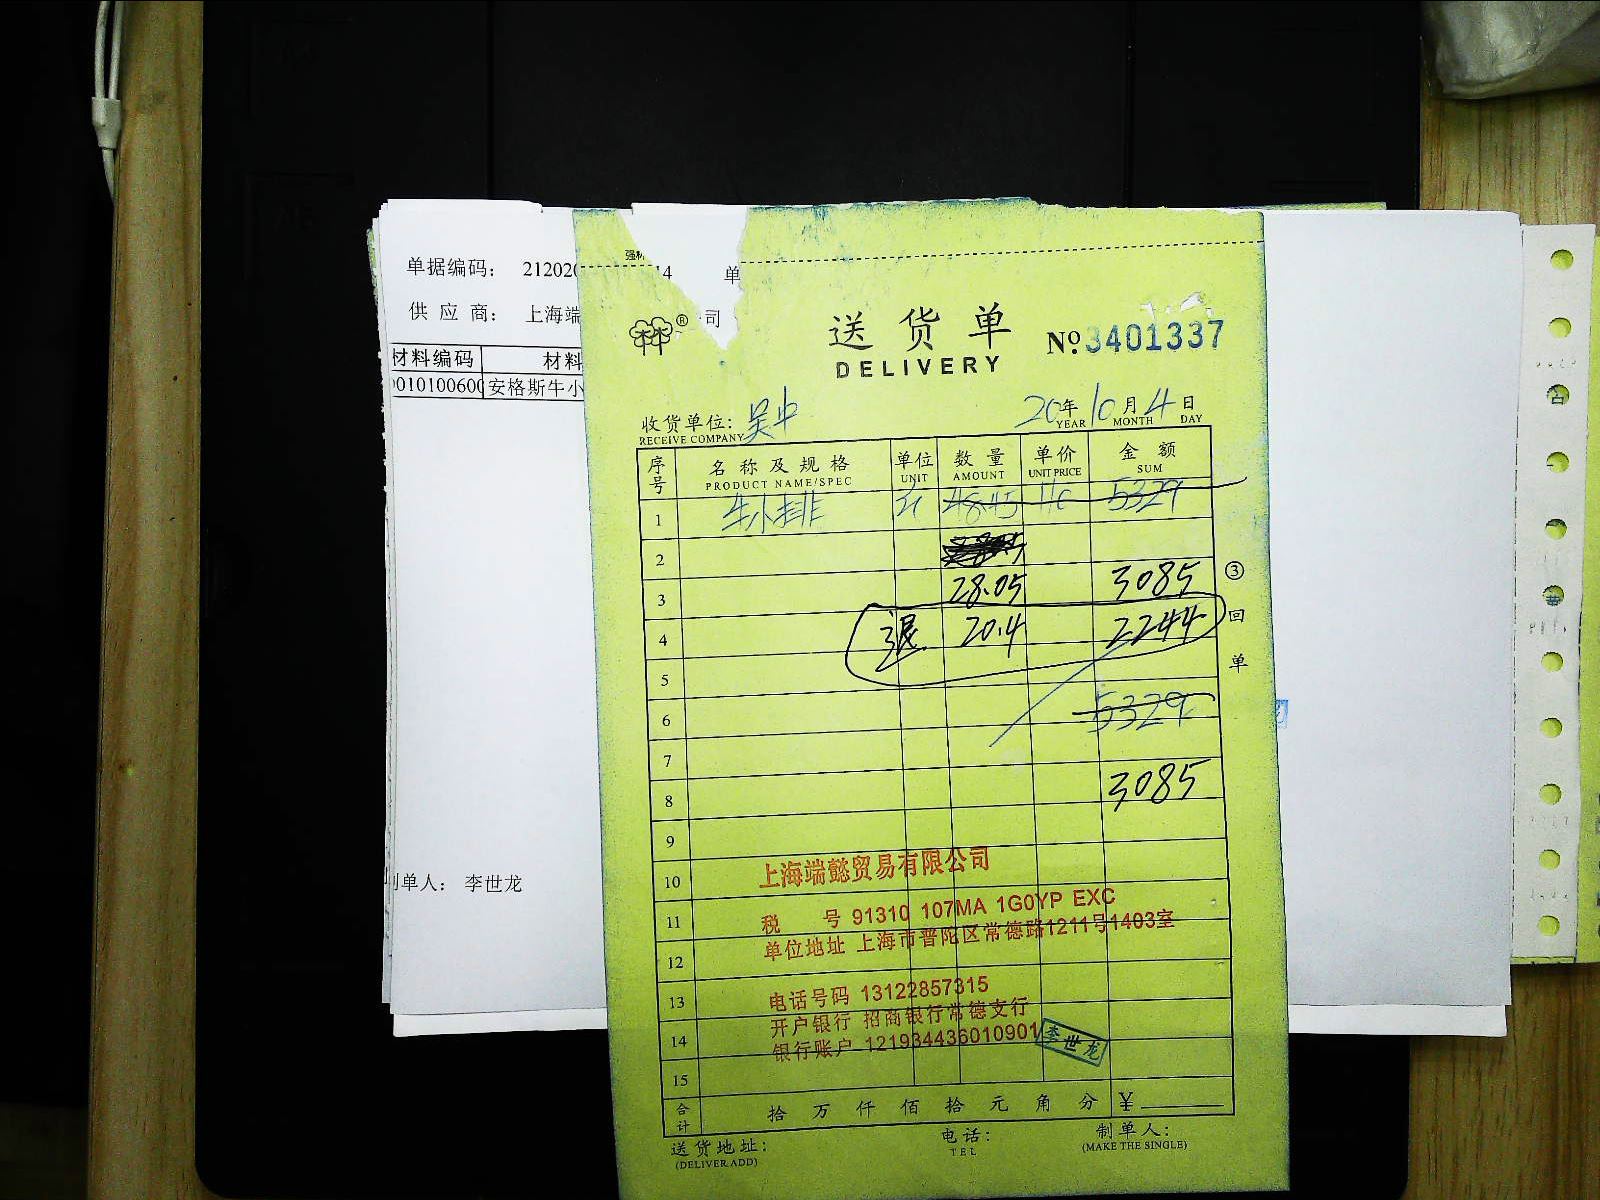 单据编码： 212020 14 单
供 应 商： 上海端 司
材料编码 材料
010100600 安格斯牛小
制单人： 李世龙
送货单
DELIVERY
№ 3401337
收货单位: 吴中
RECEIVE COMPANY
20年10月4日
YEAR MONTH DAY
序号 名称及规格 单位 数量 单价 金额
PRODUCT NAME/SPEC UNIT AMOUNT UNIT PRICE SUM
1 牛小排 斤 48.45 110 5329
2
3 28.05 3085
4 退 20.4 2244
5
6 5329
7
8 3085
9
10 上海端懿贸易有限公司
11 税 号 91310 107MA 1G0YP EXC
12 单位地址 上海市普陀区常德路1211号1403室
13 电话号码 13122857315
开户银行 招商银行常德支行
14 银行账户 121934436010901
李世龙
15
合计 拾万仟佰拾元角分 ¥
送货地址: 电话: 制单人:
(DELIVER.ADD) TEL (MAKE THE SINGLE)
③回单